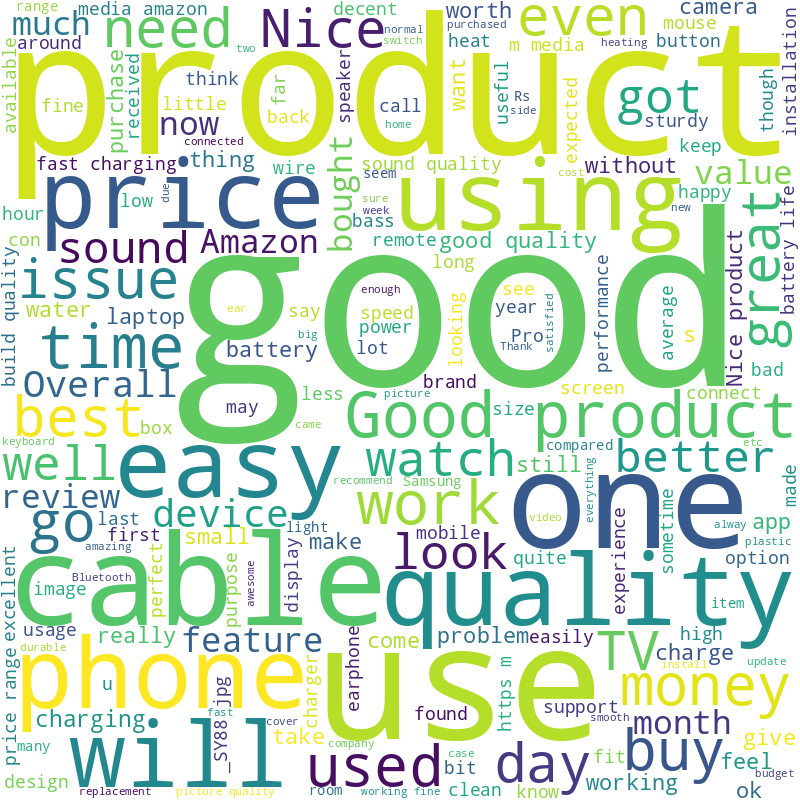 range
media amazon
decent
normal
switch
worth
purchased
camera
much
Nice
even
mouse
need
around
heat
m media
heating
button
product
available
purchase
received
think
two
speaker
want
useful
expected
though
installation
fine
little
back
far
call
home
Rs
side
got
sturdy
now
connected
keep
fast charging
thing
wire
sound quality
without
value
price
due
bought
seem
using
cost
hour
low
sure
week
bass
happy
new
con
sound
Amazon
remote
good quality
great
battery life
long
build quality
issue
good
enough
see
performance
average
s
Nice product
water
laptop
ear
say
speed
looking
year
satisfied
time
big
power
Pro
battery
lot
Thank
Overall
brand
bad
less
picture
screen
connect
best
box
may
came
Good product
size
keyboard
etc
well
easy
watch
still
compared
better
recommend
Samsung
everything
made
review
work
one
go
last
device
light
mobile
video
sometime
alway
app
first
small
make
look
experience
plastic
amazing
display
quite
option
price range
excellent
image
Bluetooth
perfect
purpose
awesome
cable
quality
item
usage
really
feature
earphone
come
problem
easily
high
durable
phone
charger
https m
TV
charge
install
update
u
use
money
charging
_SY88
jpg
take
found
support
smooth
month
give
many
fast
cover
company
will
used
bit
day
fit
buy
feel
design
room
case
clean
know
working
ok
budget
replacement
picture quality
working fine